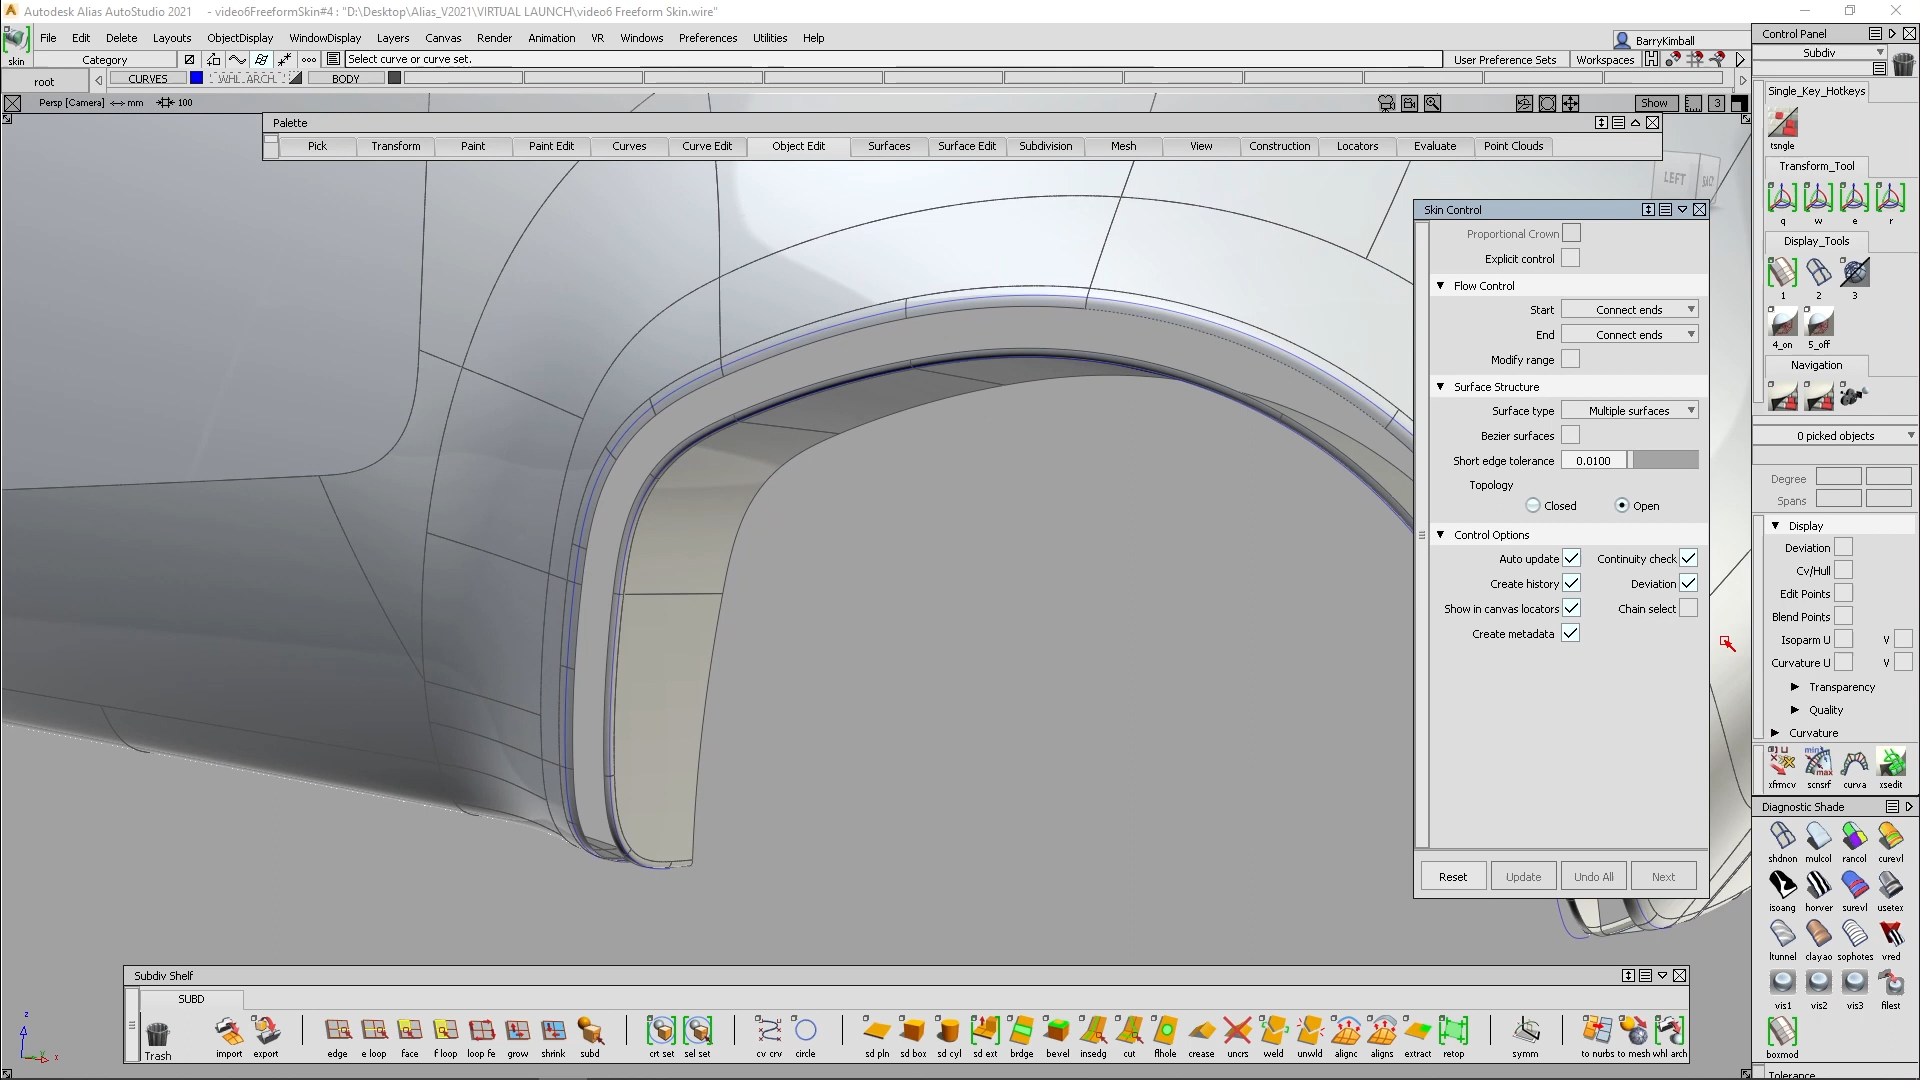 Autodesk Alias AutoStudio 2021 - video6FreeformSkin#4 : "D:\Desktop\Alias_V2021\VIRTUAL LAUNCH\video6 Freeform Skin.wire"
File Edit Delete Layouts ObjectDisplay WindowDisplay Layers Canvas Render Animation VR Windows Preferences Utilities Help
BarryKimball
skin Category Select curve or curve set. User Preference Sets Workspaces
root CURVES WHL_ARCH BODY
Persp [Camera] mm 100 Show 3
Palette
Pick Transform Paint Paint Edit Curves Curve Edit Object Edit Surfaces Surface Edit Subdivision Mesh View Construction Locators Evaluate Point Clouds
LEFT
Skin Control
Proportional Crown
Explicit control
Flow Control
Start Connect ends
End Connect ends
Modify range
Surface Structure
Surface type Multiple surfaces
Bezier surfaces
Short edge tolerance 0.0100
Topology
Closed Open
Control Options
Auto update Continuity check
Create history Deviation
Show in canvas locators Chain select
Create metadata
Reset Update Undo All Next
Control Panel
Subdiv
Single_Key_Hotkeys
tsngle
Transform_Tool
q w e r
Display_Tools
1 2 3
4_on 5_off
Navigation
0 picked objects
Degree
Spans
Display
Deviation
Cv/Hull
Edit Points
Blend Points
Isoparm U V
Curvature U V
Transparency
Quality
Curvature
xfrmcv scnsrf curva xsedit
Diagnostic Shade
shdnon mulcol rancol curevl
isoang horver surevl usetex
ltunnel clayao sophotes vred
vis1 vis2 vis3 filest
boxmod
Tolerance
Subdiv Shelf
SUBD
Trash import export edge e loop face f loop loop fe grow shrink subd crt set sel set cv crv circle sd pln sd box sd cyl sd ext brdge bevel insedg cut flhole crease uncrs weld unwld alignc aligns extract retop symm to nurbs to mesh whl arch
z
x